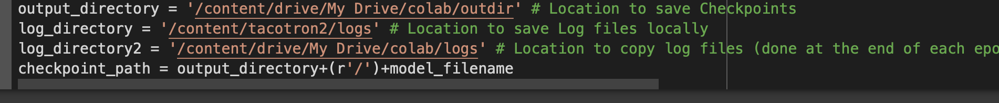 output_directory = '/content/drive/My Drive/colab/outdir' # Location to save Checkpoints
log_directory = '/content/tacotron2/logs' # Location to save Log files locally
log_directory2 = '/content/drive/My Drive/colab/logs' # Location to copy log files (done at the end of each epo
checkpoint_path = output_directory+(r'/')+model_filename